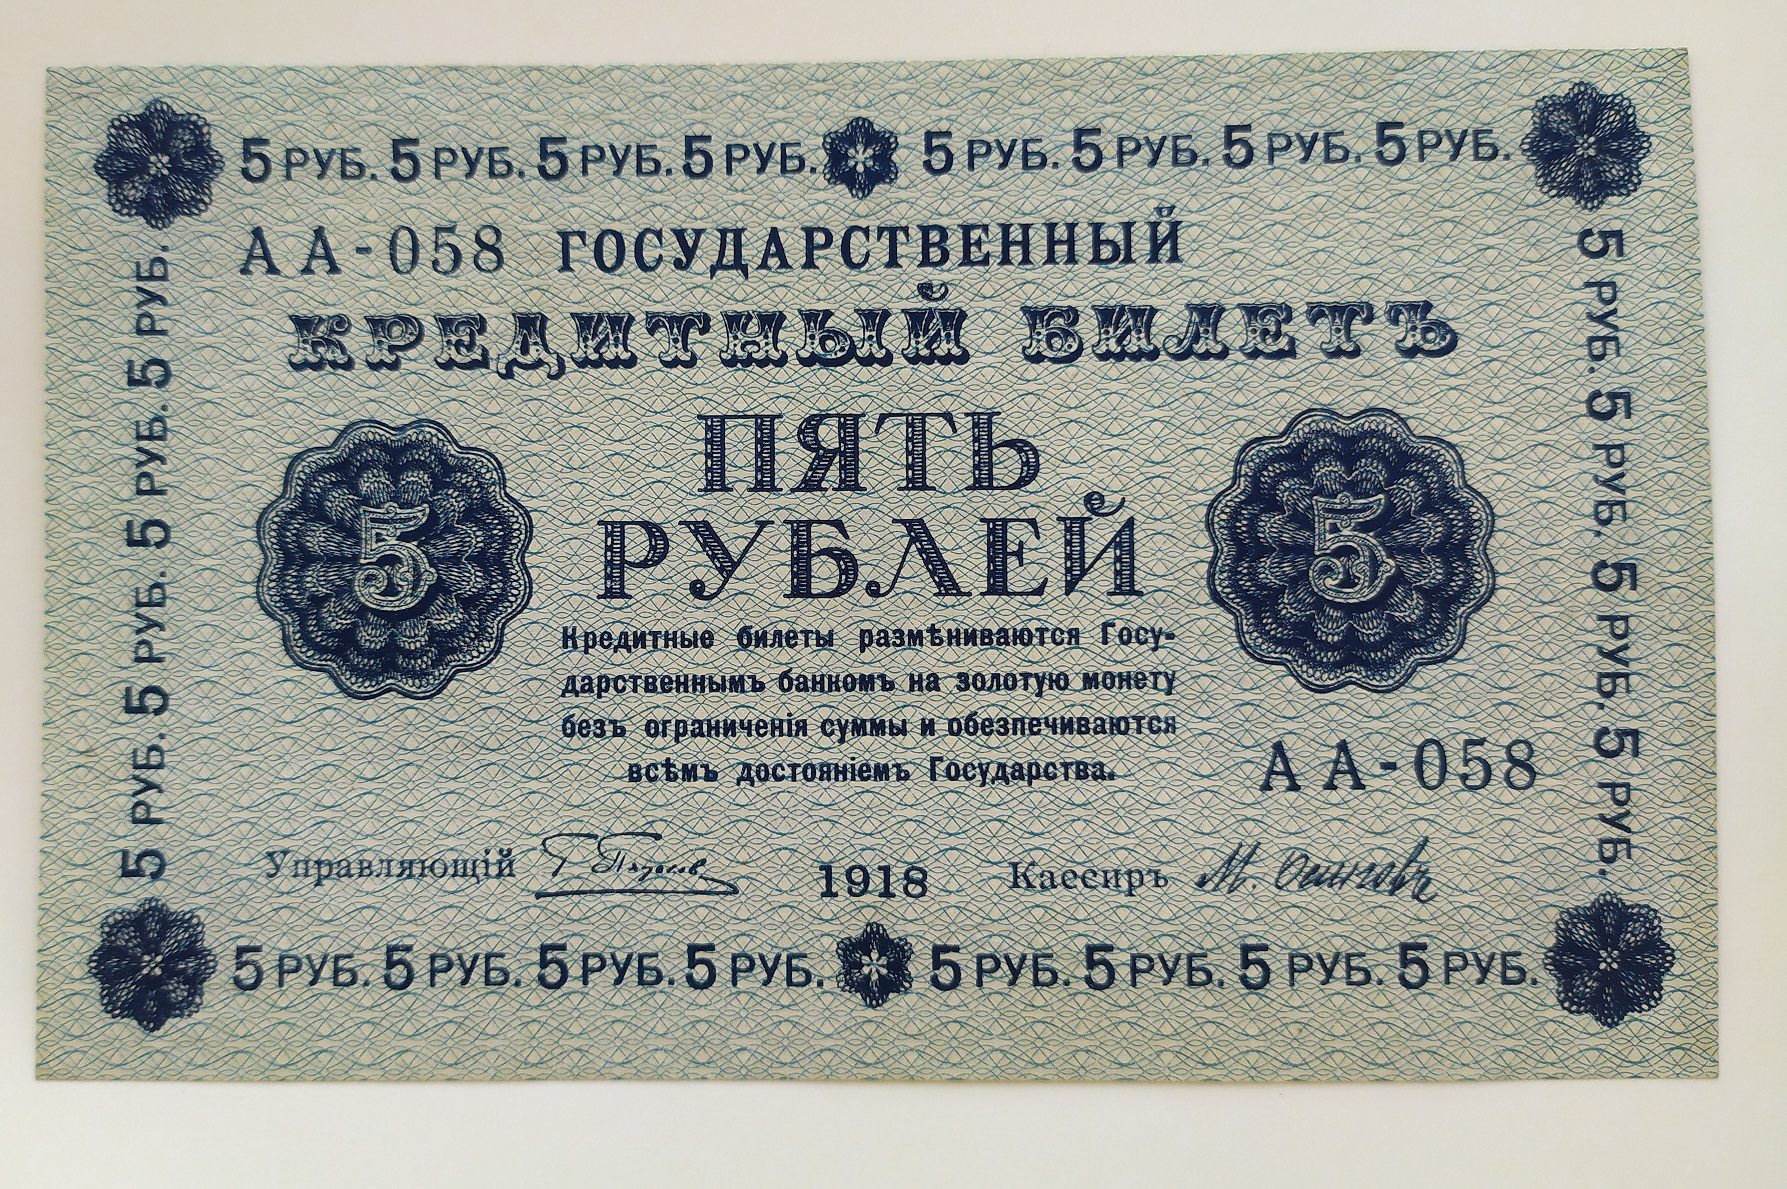 5 РУБ. 5 РУБ. 5 РУБ. 5 РУБ. 5 РУБ. 5 РУБ. 5 РУБ. 5 РУБ.
АА-058 ГОСУДАРСТВЕННЫЙ
КРЕДИТНЫЙ БИЛЕТЪ
5 РУБ. 5 РУБ. 5 РУБ. 5 РУБ.
5
ПЯТЬ
РУБЛЕЙ
5
Кредитные билеты размѣниваются Госу-
дарственнымъ банкомъ на золотую монету
безъ ограниченія суммы и обезпечиваются
всѣмъ достояніемъ Государства.
АА-058
5 РУБ. 5 РУБ. 5 РУБ. 5 РУБ.
Управляющій 1918 Кассиръ
5 РУБ. 5 РУБ. 5 РУБ. 5 РУБ. 5 РУБ. 5 РУБ. 5 РУБ. 5 РУБ.